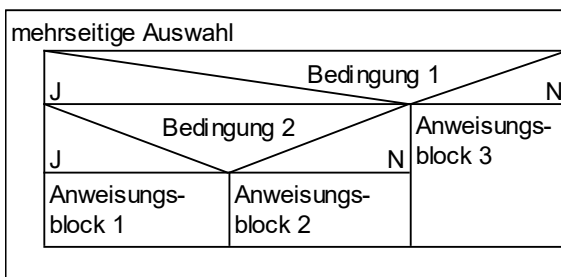 mehrseitige Auswahl
Bedingung 1
J
N
Bedingung 2
J
N
Anweisungs-
block 3
Anweisungs-
block 1
Anweisungs-
block 2